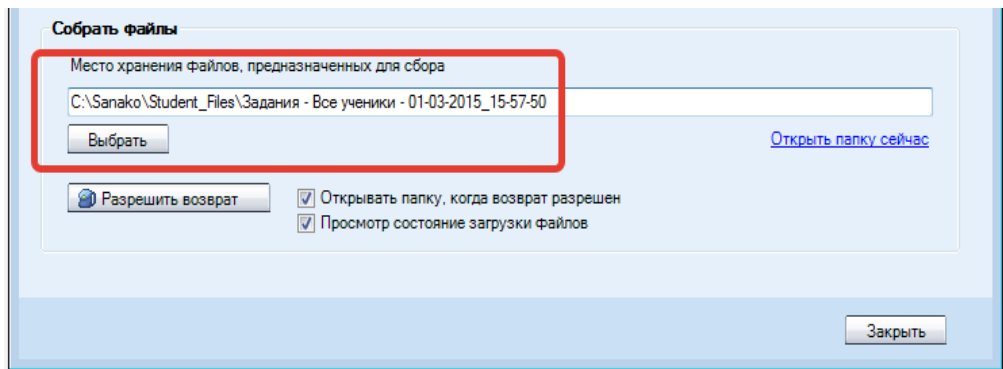 Собрать файлы
Место хранения файлов, предназначенных для сбора
C:\Sanako\Student_Files\Задания - Все ученики - 01-03-2015_15-57-50
Выбрать
Открыть папку сейчас
Разрешить возврат
Открывать папку, когда возврат разрешен
Просмотр состояние загрузки файлов
Закрыть